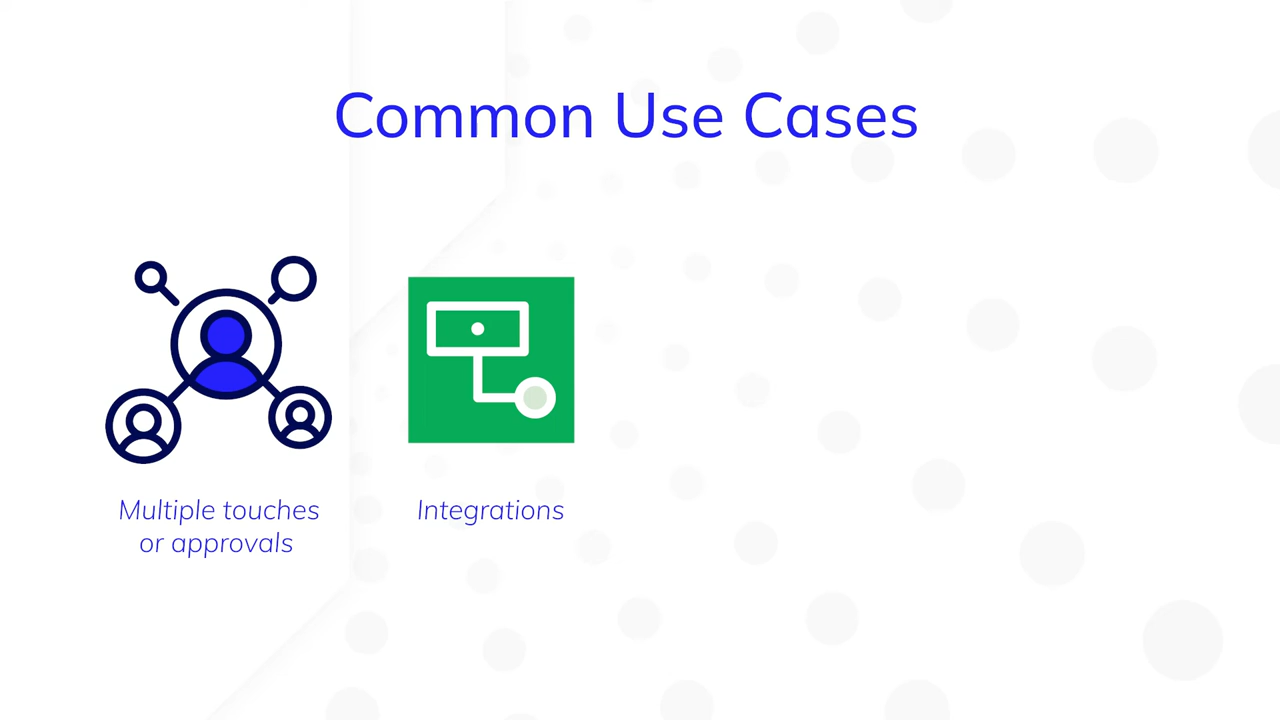 Common Use Cases
Multiple touches
or approvals
Integrations